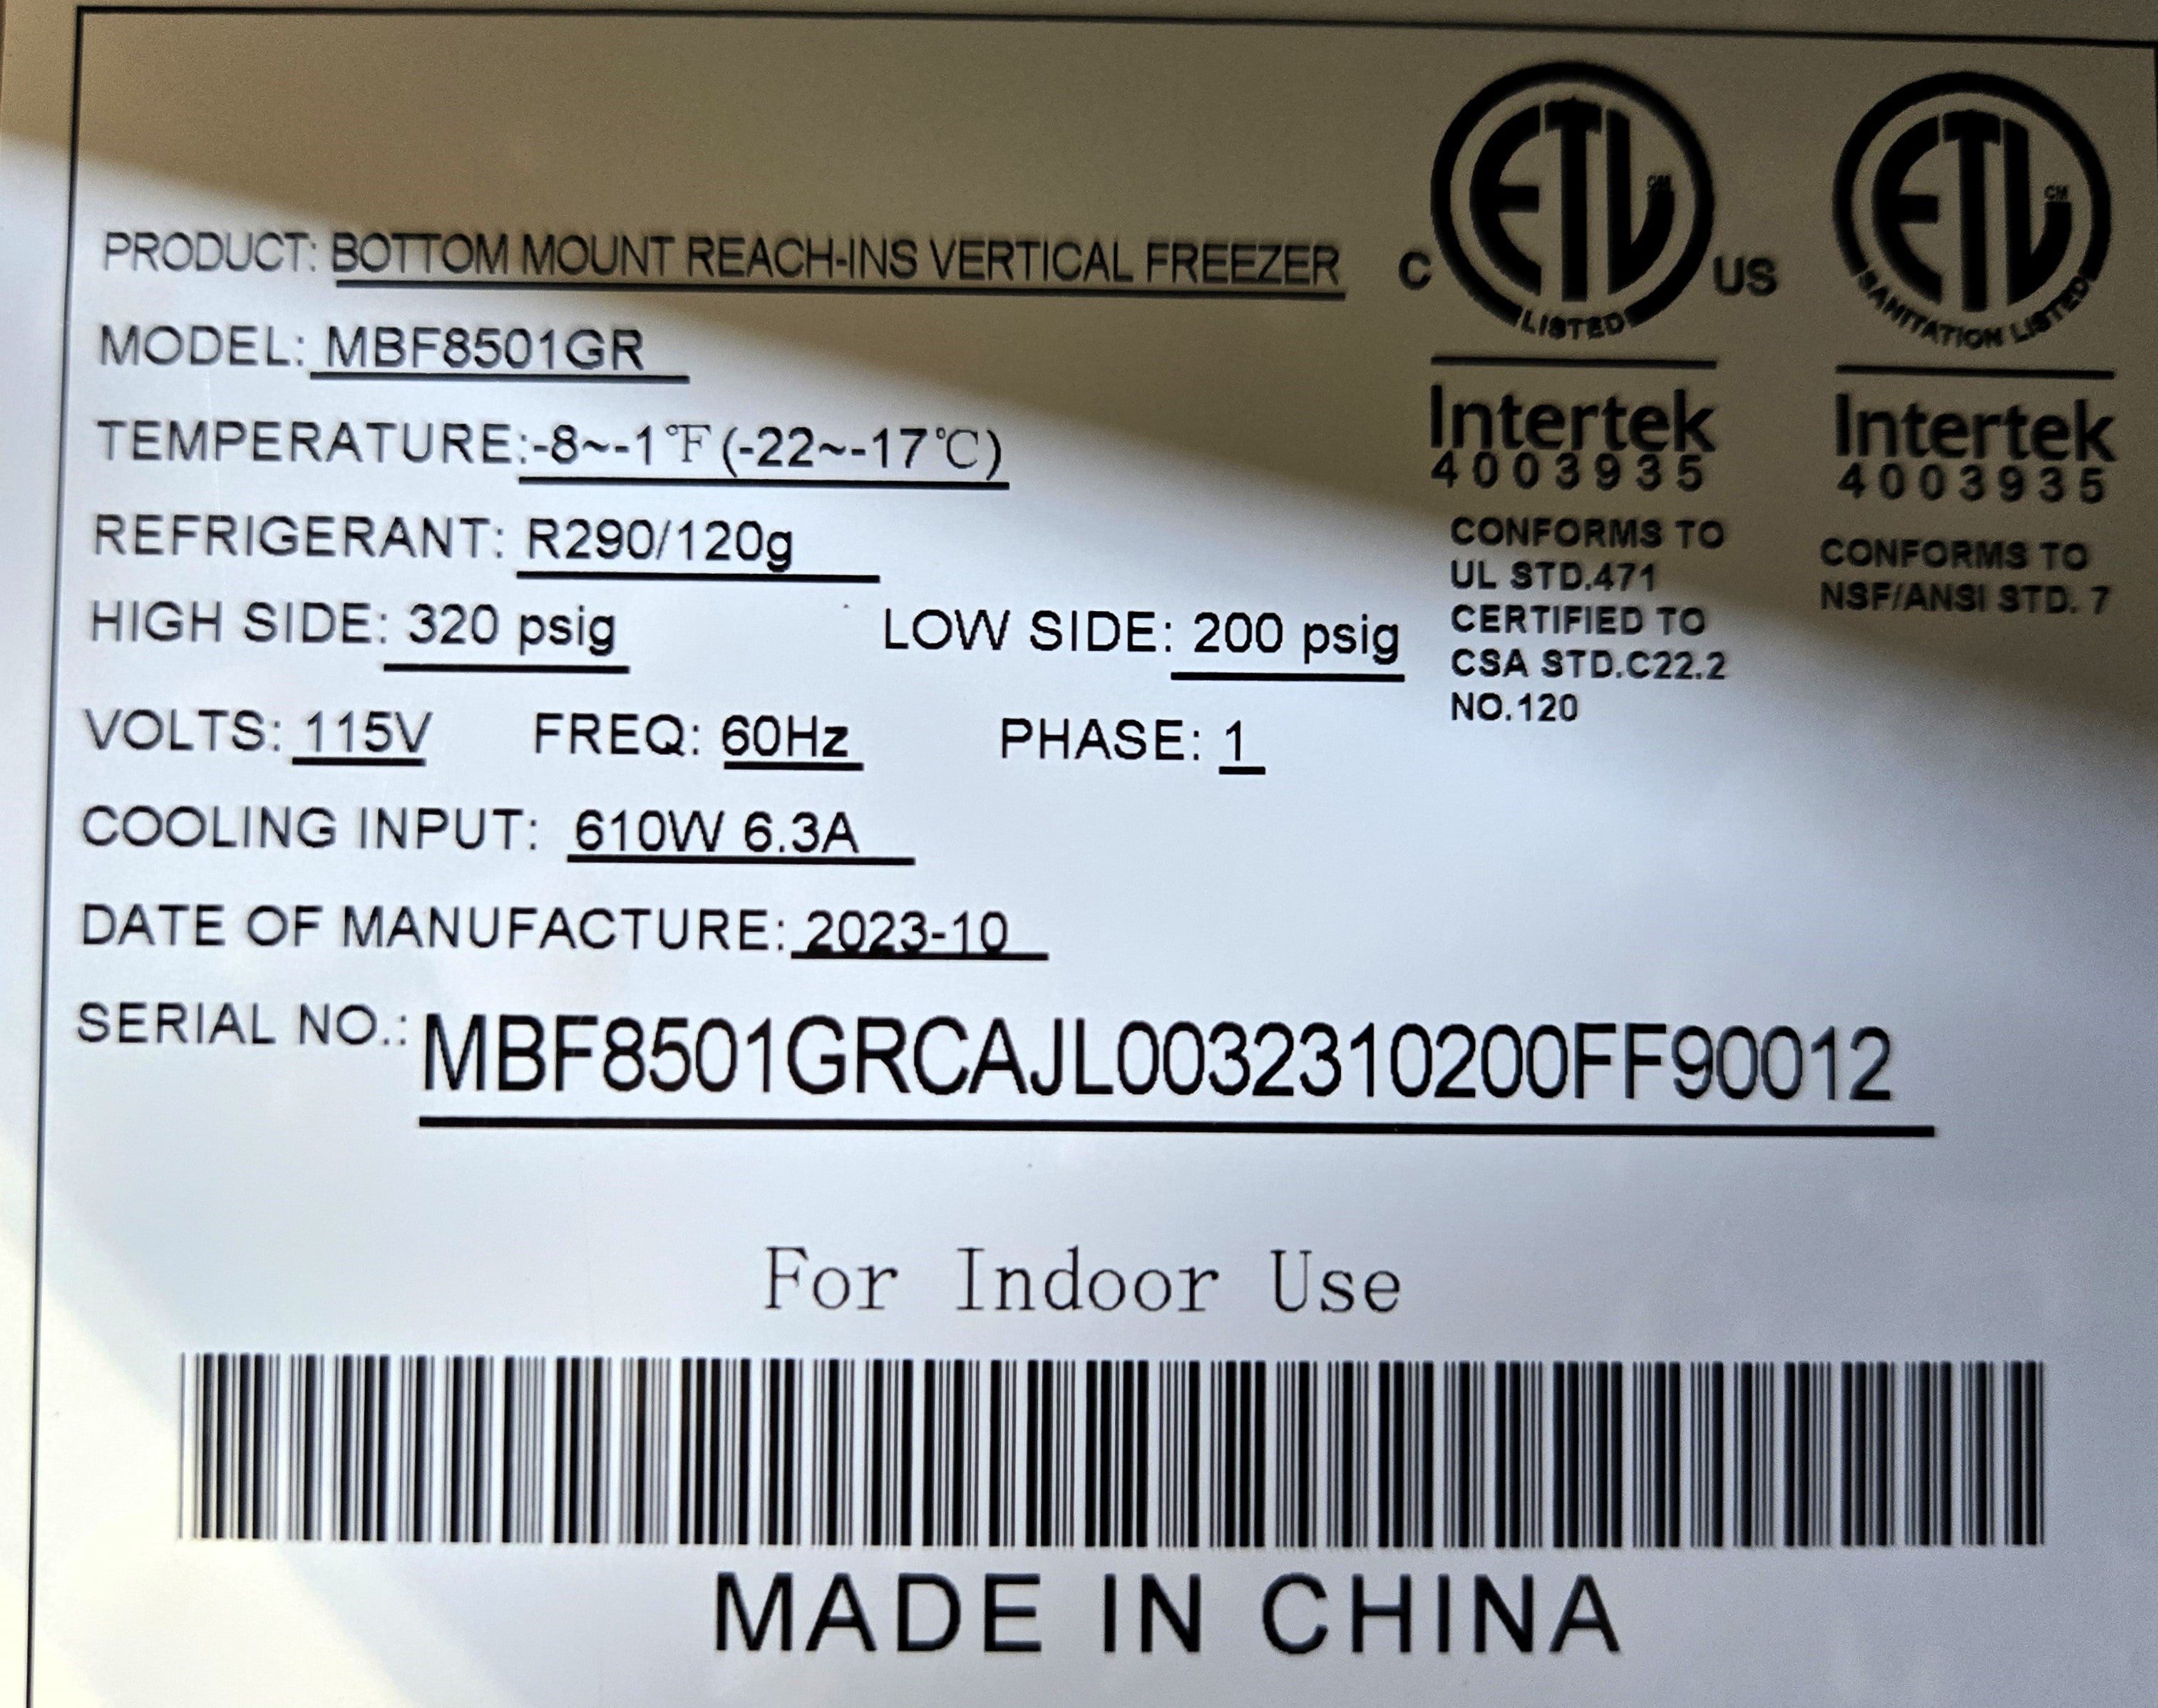 PRODUCT: BOTTOM MOUNT REACH-INS VERTICAL FREEZER
MODEL: MBF8501GR
TEMPERATURE: -8~-1℉(-22~-17℃)
REFRIGERANT: R290/120g
HIGH SIDE: 320 psig LOW SIDE: 200 psig
VOLTS: 115V FREQ: 60Hz PHASE: 1
COOLING INPUT: 610W 6.3A
DATE OF MANUFACTURE: 2023-10
SERIAL NO.: MBF8501GRCAJL0032310200FF90012
C ETL CM US
LISTED
Intertek
4003935
CONFORMS TO
UL STD.471
CERTIFIED TO
CSA STD.C22.2
NO.120
ETL CM
SANITATION LISTED
Intertek
4003935
CONFORMS TO
NSF/ANSI STD. 7
For Indoor Use
MADE IN CHINA